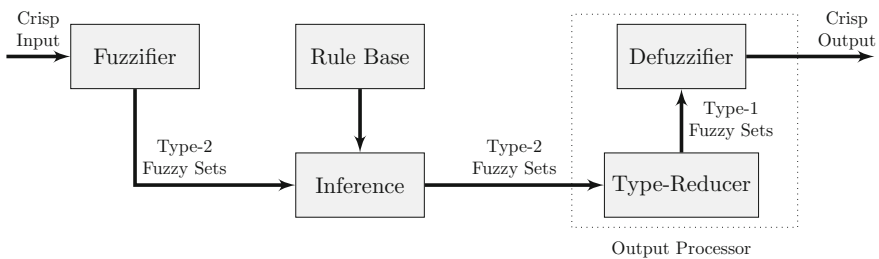 Crisp
Input
Fuzzifier
Rule Base
Defuzzifier
Crisp
Output
Type-2
Fuzzy Sets
Inference
Type-2
Fuzzy Sets
Type-1
Fuzzy Sets
Type-Reducer
Output Processor